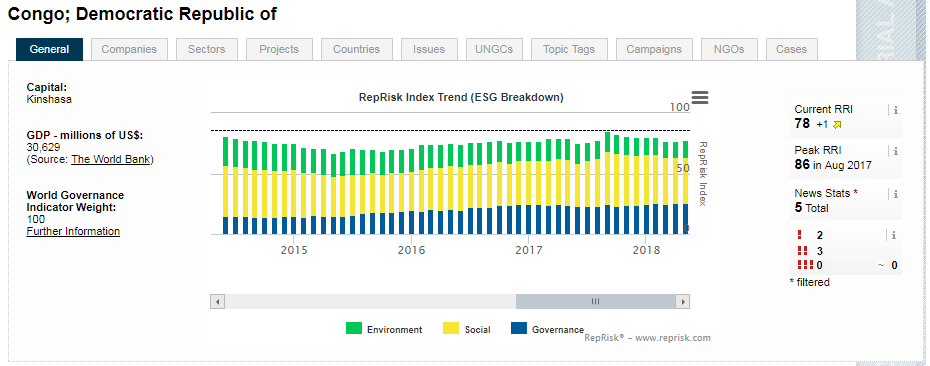 Congo; Democratic Republic of
General
Companies
Sectors
Projects
Countries
Issues
UNGCs
Topic Tags
Campaigns
NGOs
Cases
Capital:
Kinshasa
GDP - millions of US$:
30,629
(Source: The World Bank)
World Governance
Indicator Weight:
100
Further Information
RepRisk Index Trend (ESG Breakdown)
100
50
RepRisk Index
2015
2016
2017
2018
Environment
Social
Governance
RepRisk® – www.reprisk.com
Current RRI
78 +1
Peak RRI
86 in Aug 2017
News Stats *
5 Total
2
3
0 ~ 0
* filtered